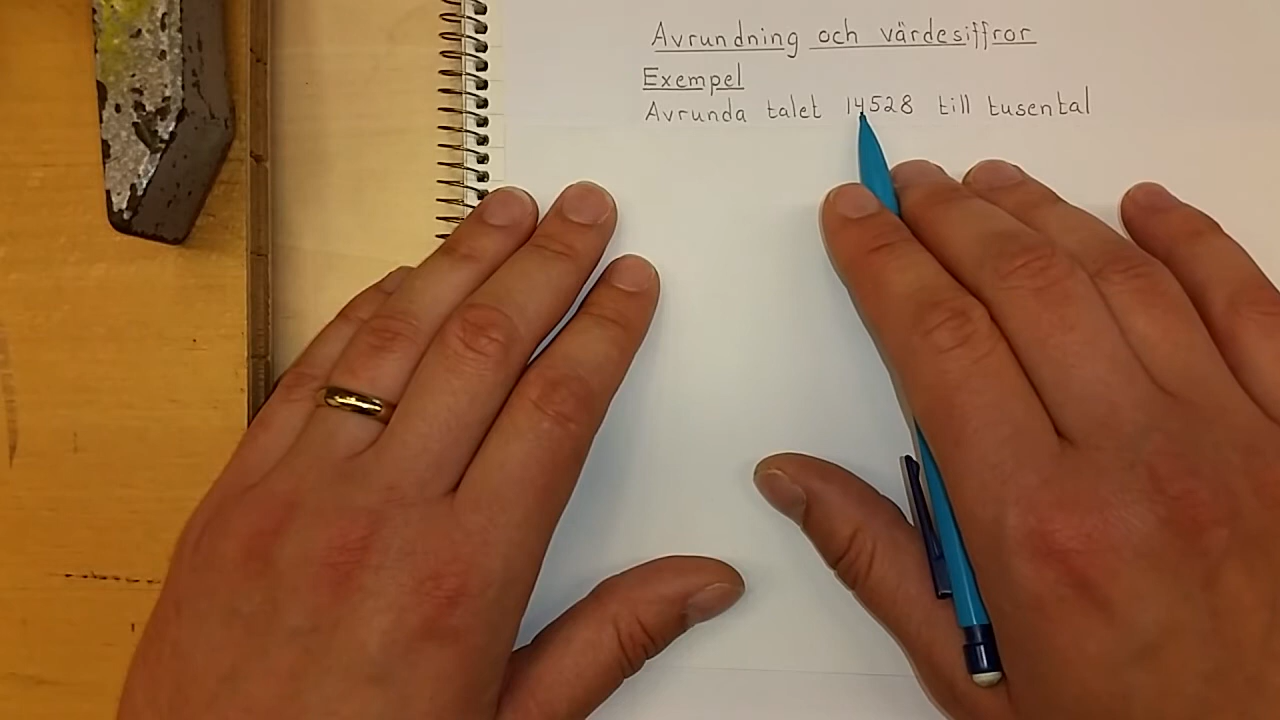 Avrundning och värdesiffror
Exempel
Avrunda talet 14528 till tusental